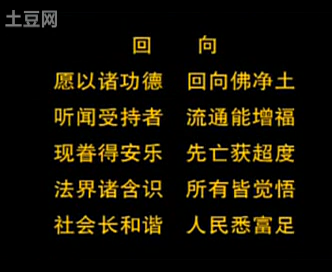 土豆网
回 向
愿以诸功德 回向佛净土
听闻受持者 流通能增福
现眷得安乐 先亡获超度
法界诸含识 所有皆觉悟
社会长和谐 人民悉富足